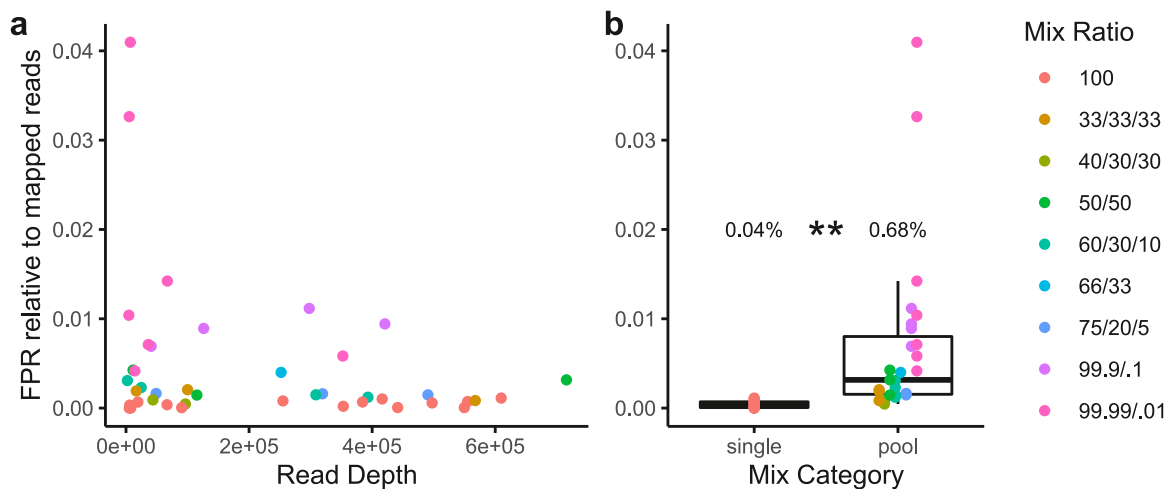 a
FPR relative to mapped reads
0.04
0.03
0.02
0.01
0.00
0e+00 2e+05 4e+05 6e+05
Read Depth
b
0.04
0.03
0.02
0.01
0.00
0.04% ** 0.68%
single pool
Mix Category
Mix Ratio
100
33/33/33
40/30/30
50/50
60/30/10
66/33
75/20/5
99.9/.1
99.99/.01